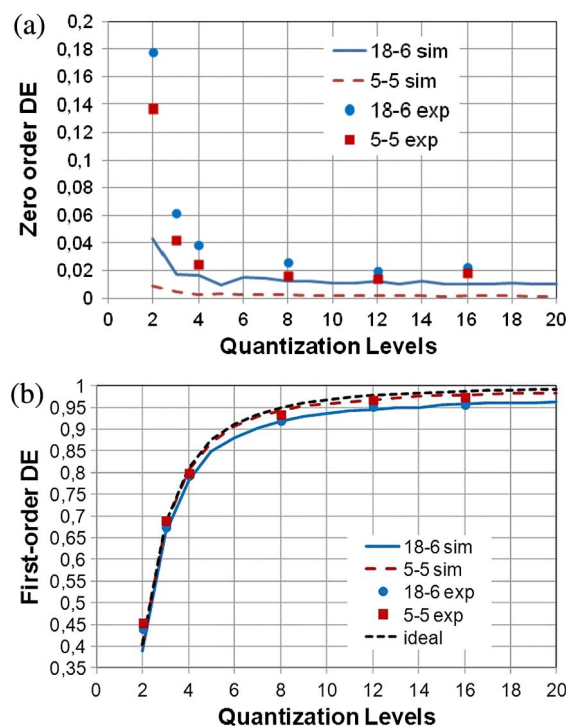 (a)
0,2
0,18
0,16
0,14
0,12
0,1
0,08
0,06
0,04
0,02
0
Zero order DE
18-6 sim
5-5 sim
18-6 exp
5-5 exp
0 2 4 6 8 10 12 14 16 18 20
Quantization Levels
(b)
1
0,95
0,9
0,85
0,8
0,75
0,7
0,65
0,6
0,55
0,5
0,45
0,4
0,35
First-order DE
18-6 sim
5-5 sim
18-6 exp
5-5 exp
ideal
0 2 4 6 8 10 12 14 16 18 20
Quantization Levels